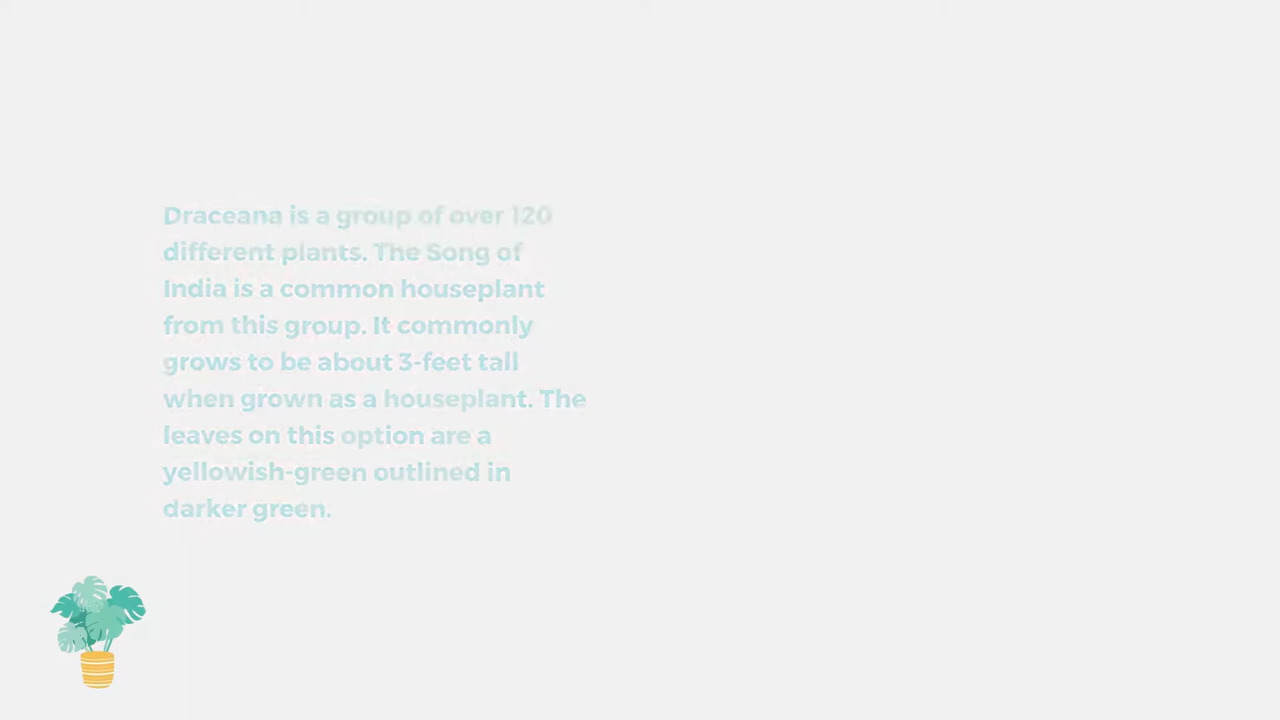 Draceana is a group of over 120
different plants. The Song of
India is a common houseplant
from this group. It commonly
grows to be about 3-feet tall
when grown as a houseplant. The
leaves on this option are a
yellowish-green outlined in
darker green.